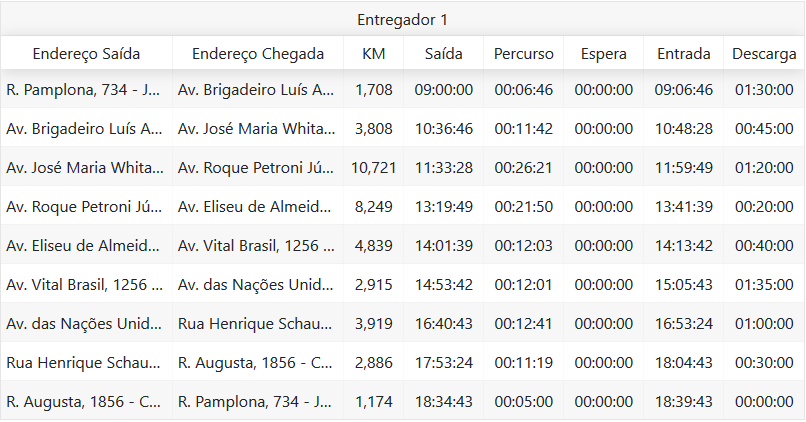 Entregador 1
Endereço Saída Endereço Chegada KM Saída Percurso Espera Entrada Descarga
R. Pamplona, 734 - J... Av. Brigadeiro Luís A... 1,708 09:00:00 00:06:46 00:00:00 09:06:46 01:30:00
Av. Brigadeiro Luís A... Av. José Maria Whita... 3,808 10:36:46 00:11:42 00:00:00 10:48:28 00:45:00
Av. José Maria Whita... Av. Roque Petroni Jú... 10,721 11:33:28 00:26:21 00:00:00 11:59:49 01:20:00
Av. Roque Petroni Jú... Av. Eliseu de Almeid... 8,249 13:19:49 00:21:50 00:00:00 13:41:39 00:20:00
Av. Eliseu de Almeid... Av. Vital Brasil, 1256 ... 4,839 14:01:39 00:12:03 00:00:00 14:13:42 00:40:00
Av. Vital Brasil, 1256 ... Av. das Nações Unid... 2,915 14:53:42 00:12:01 00:00:00 15:05:43 01:35:00
Av. das Nações Unid... Rua Henrique Schau... 3,919 16:40:43 00:12:41 00:00:00 16:53:24 01:00:00
Rua Henrique Schau... R. Augusta, 1856 - C... 2,886 17:53:24 00:11:19 00:00:00 18:04:43 00:30:00
R. Augusta, 1856 - C... R. Pamplona, 734 - J... 1,174 18:34:43 00:05:00 00:00:00 18:39:43 00:00:00